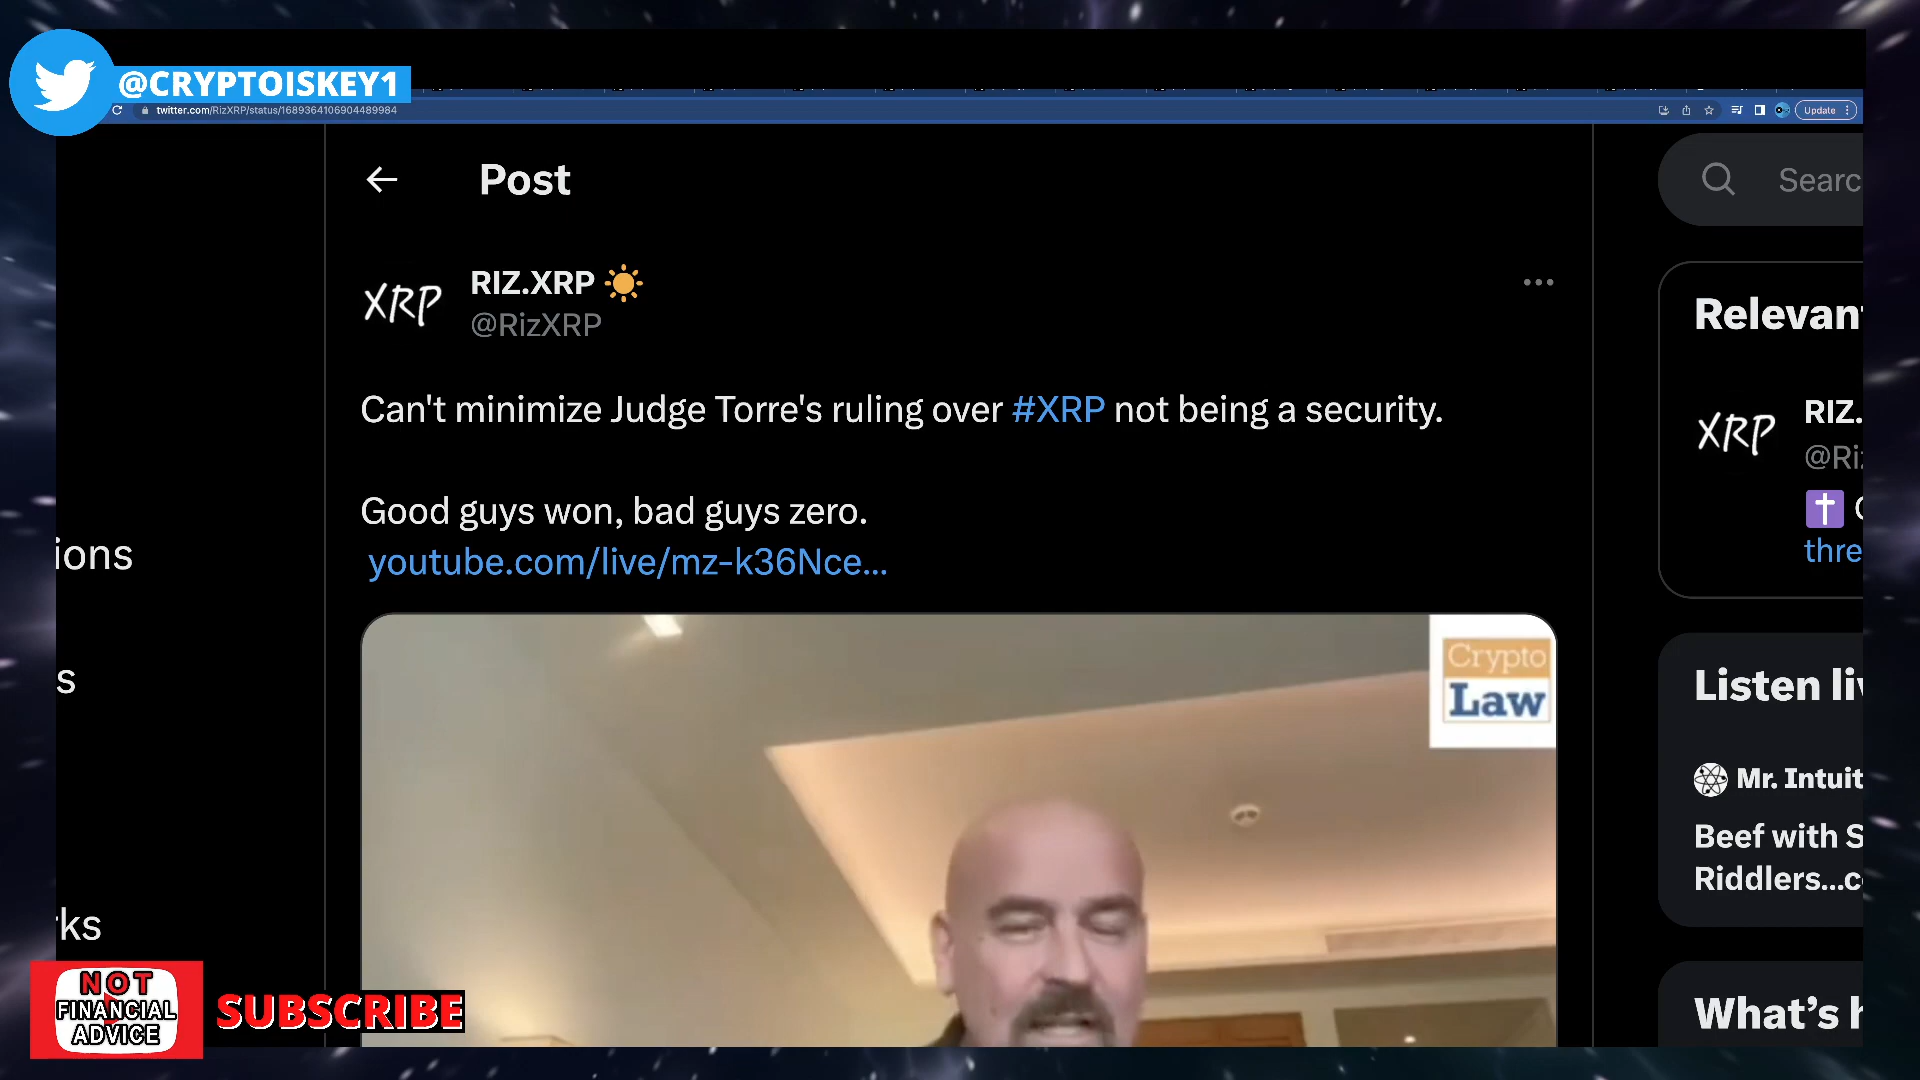 @CRYPTOISKEY1
twitter.com/RizXRP/status/1689364106904489984
Update
Post
Searc
XRP
RIZ.XRP
@RizXRP
Relevan
Can't minimize Judge Torre's ruling over #XRP not being a security.
XRP
RIZ.
@Ri
Good guys won, bad guys zero.
youtube.com/live/mz-k36Nce...
thre
ions
Crypto
Law
Listen li
s
Mr. Intuit
Beef with S
Riddlers...c
ks
What's h
NOT
FINANCIAL
ADVICE
SUBSCRIBE